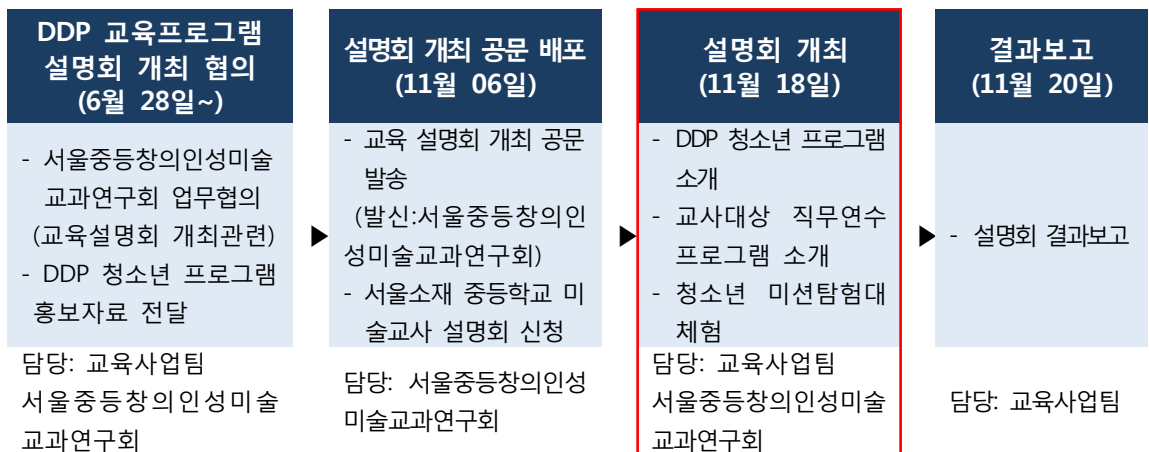 DDP 교육프로그램
설명회 개최 협의
(6월 28일~)
- 서울중등창의인성미술
교과연구회 업무협의
(교육설명회 개최관련)
- DDP 청소년 프로그램
홍보자료 전달
담당: 교육사업팀
서울중등창의인성미술
교과연구회
▶
설명회 개최 공문 배포
(11월 06일)
- 교육 설명회 개최 공문
발송
(발신:서울중등창의인
성미술교과연구회)
- 서울소재 중등학교 미
술교사 설명회 신청
담당: 서울중등창의인성
미술교과연구회
▶
설명회 개최
(11월 18일)
- DDP 청소년 프로그램
소개
- 교사대상 직무연수
프로그램 소개
- 청소년 미션탐험대
체험
담당: 교육사업팀
서울중등창의인성미술
교과연구회
▶
결과보고
(11월 20일)
- 설명회 결과보고
담당: 교육사업팀